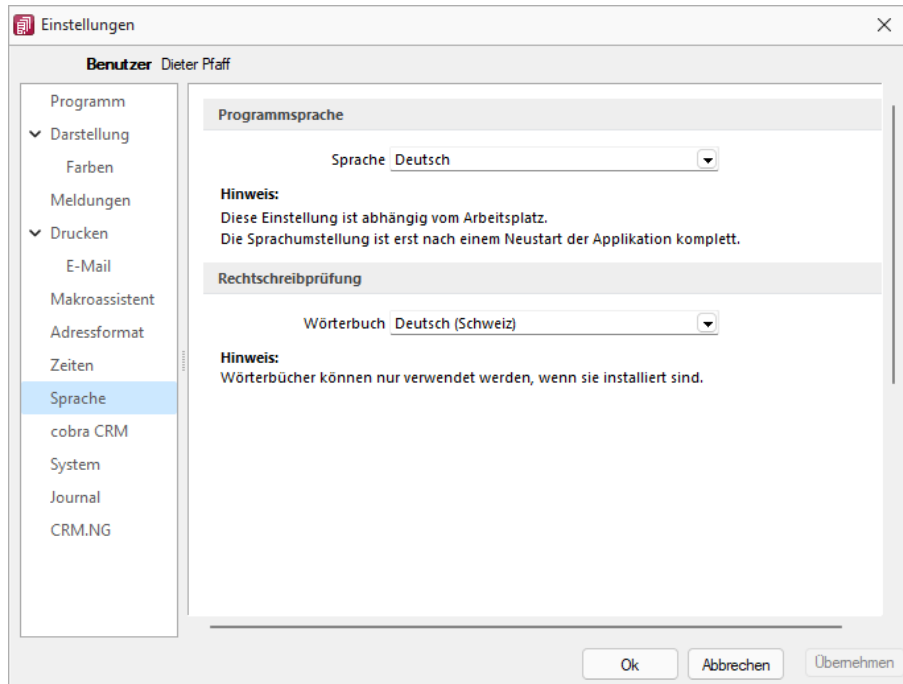 Einstellungen
Benutzer Dieter Pfaff
Programm
Darstellung
Farben
Meldungen
Drucken
E-Mail
Makroassistent
Adressformat
Zeiten
Sprache
cobra CRM
System
Journal
CRM.NG
Programmsprache
Sprache Deutsch
Hinweis:
Diese Einstellung ist abhängig vom Arbeitsplatz.
Die Sprachumstellung ist erst nach einem Neustart der Applikation komplett.
Rechtschreibprüfung
Wörterbuch Deutsch (Schweiz)
Hinweis:
Wörterbücher können nur verwendet werden, wenn sie installiert sind.
Ok Abbrechen Übernehmen